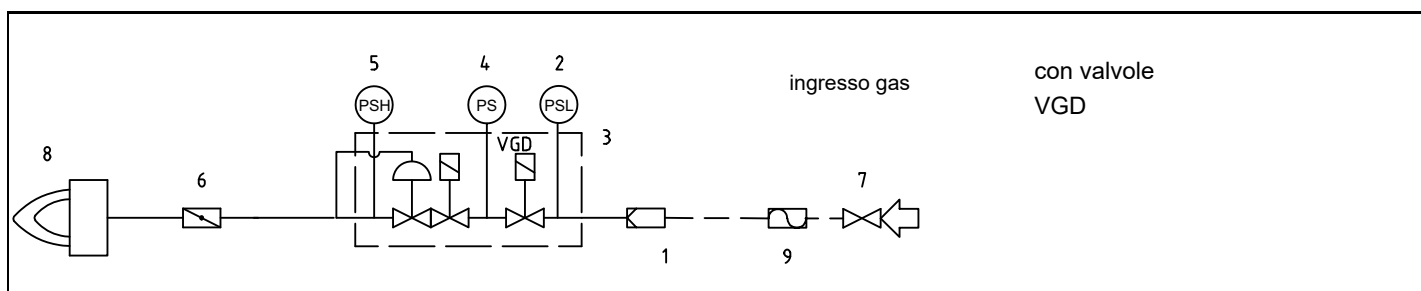 5 4 2
ingresso gas
con valvole
VGD
PSH PS PSL
VGD
3
8
6
7
1
9